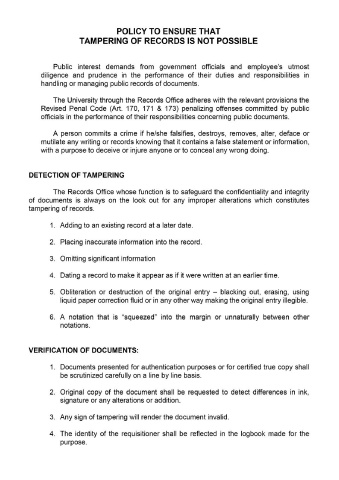 POLICY TO ENSURE THAT
TAMPERING OF RECORDS IS NOT POSSIBLE
Public interest demands from government officials and employee's utmost
diligence and prudence in the performance of their duties and responsibilities in
handling or managing public records of documents.
The University through the Records Office adheres with the relevant provisions the
Revised Penal Code (Art. 170, 171 & 173) penalizing offenses committed by public
officials in the performance of their responsibilities concerning public documents.
A person commits a crime if he/she falsifies, destroys, removes, alter, deface or
mutilate any writing or records knowing that it contains a false statement or information,
with a purpose to deceive or injure anyone or to conceal any wrong doing.
DETECTION OF TAMPERING
The Records Office whose function is to safeguard the confidentiality and integrity
of documents is always on the look out for any improper alterations which constitutes
tampering of records.
1. Adding to an existing record at a later date.
2. Placing inaccurate information into the record.
3. Omitting significant information
4. Dating a record to make it appear as if it were written at an earlier time.
5. Obliteration or destruction of the original entry – blacking out, erasing, using
liquid paper correction fluid or in any other way making the original entry illegible.
6. A notation that is "squeezed" into the margin or unnaturally between other
notations.
VERIFICATION OF DOCUMENTS:
1. Documents presented for authentication purposes or for certified true copy shall
be scrutinized carefully on a line by line basis.
2. Original copy of the document shall be requested to detect differences in ink,
signature or any alterations or addition.
3. Any sign of tampering will render the document invalid.
4. The identity of the requisitioner shall be reflected in the logbook made for the
purpose.